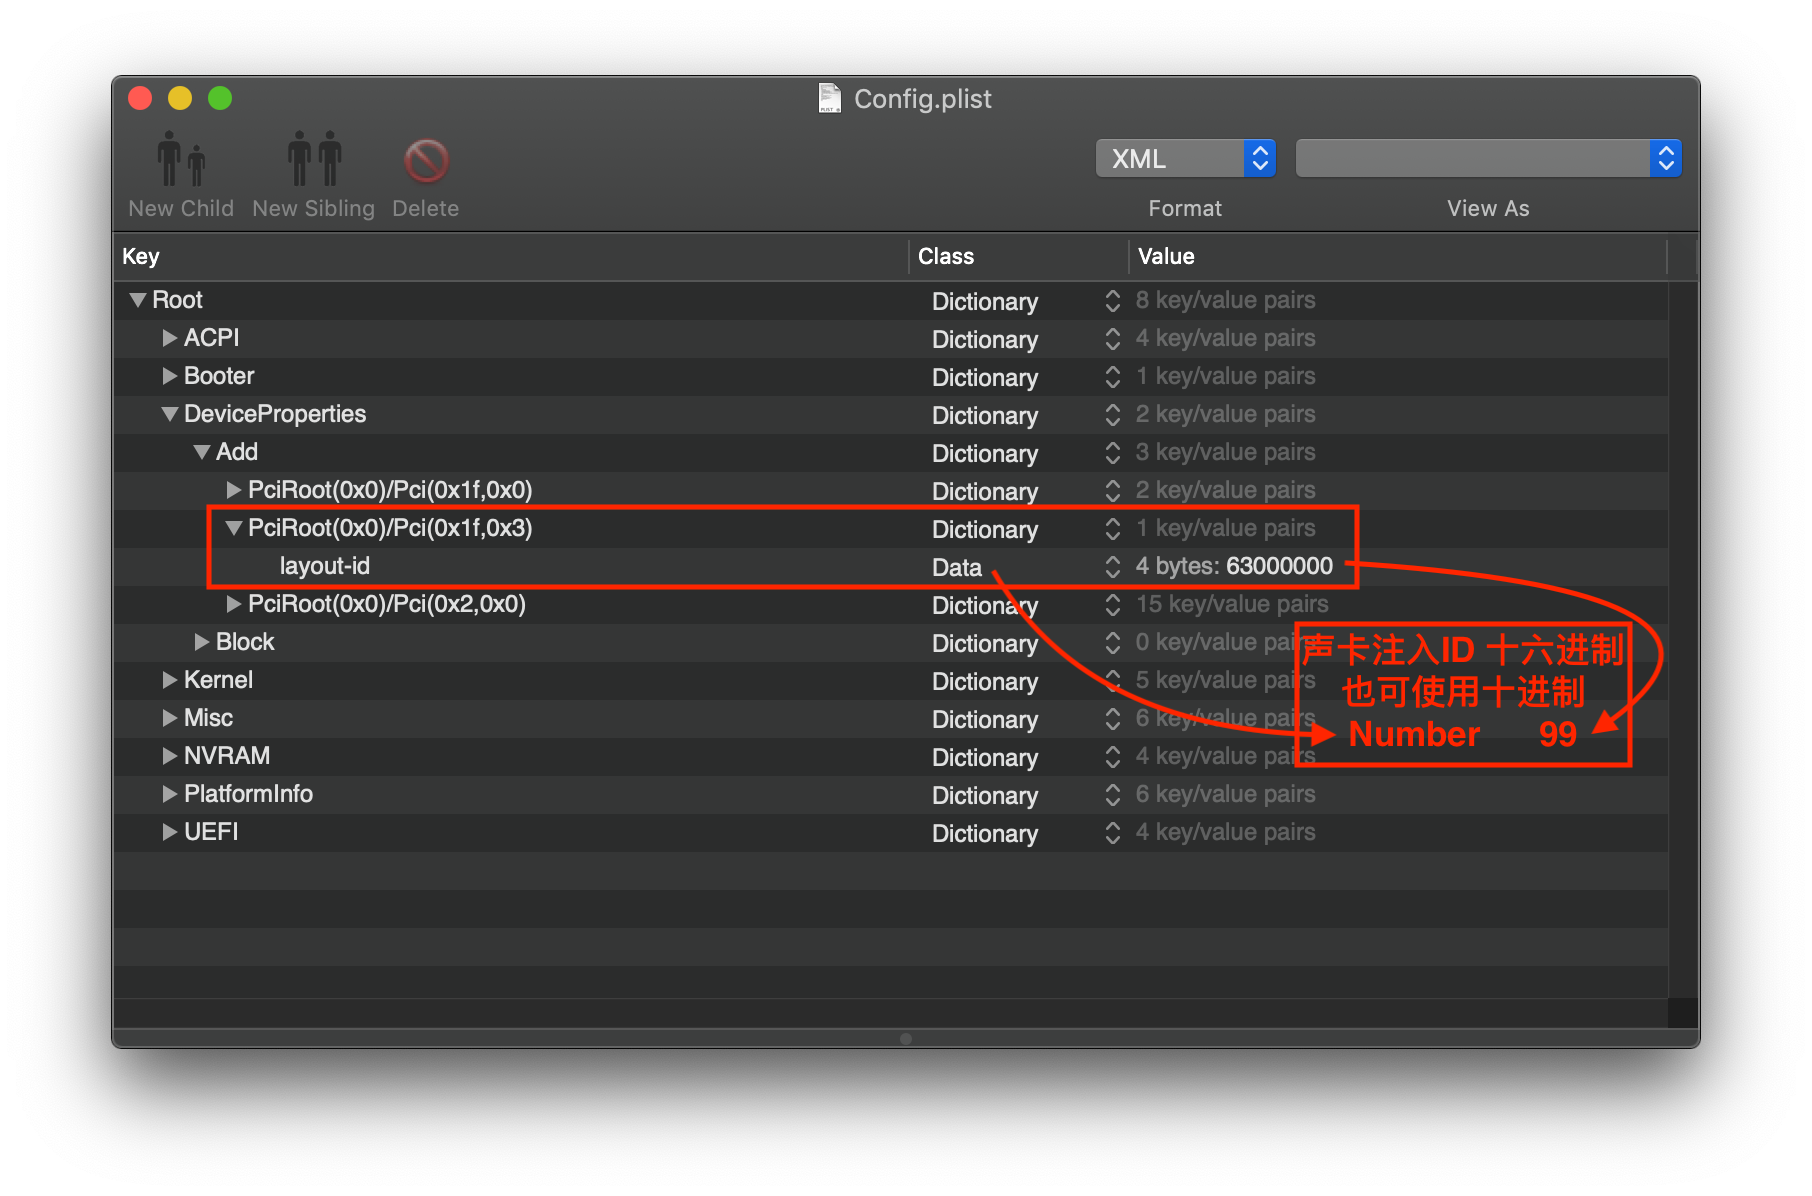 Config.plist
New Child New Sibling Delete
XML
Format View As
Key Class Value
Root Dictionary 8 key/value pairs
ACPI Dictionary 4 key/value pairs
Booter Dictionary 1 key/value pairs
DeviceProperties Dictionary 2 key/value pairs
Add Dictionary 3 key/value pairs
PciRoot(0x0)/Pci(0x1f,0x0) Dictionary 2 key/value pairs
PciRoot(0x0)/Pci(0x1f,0x3) Dictionary 1 key/value pairs
layout-id Data 4 bytes: 63000000
PciRoot(0x0)/Pci(0x2,0x0) Dictionary 15 key/value pairs
Block Dictionary 0 key/value pairs
声卡注入ID 十六进制
Kernel Dictionary 5 key/value pairs
也可使用十进制
Misc Dictionary 6 key/value pairs
Number 99
NVRAM Dictionary 4 key/value pairs
PlatformInfo Dictionary 6 key/value pairs
UEFI Dictionary 4 key/value pairs